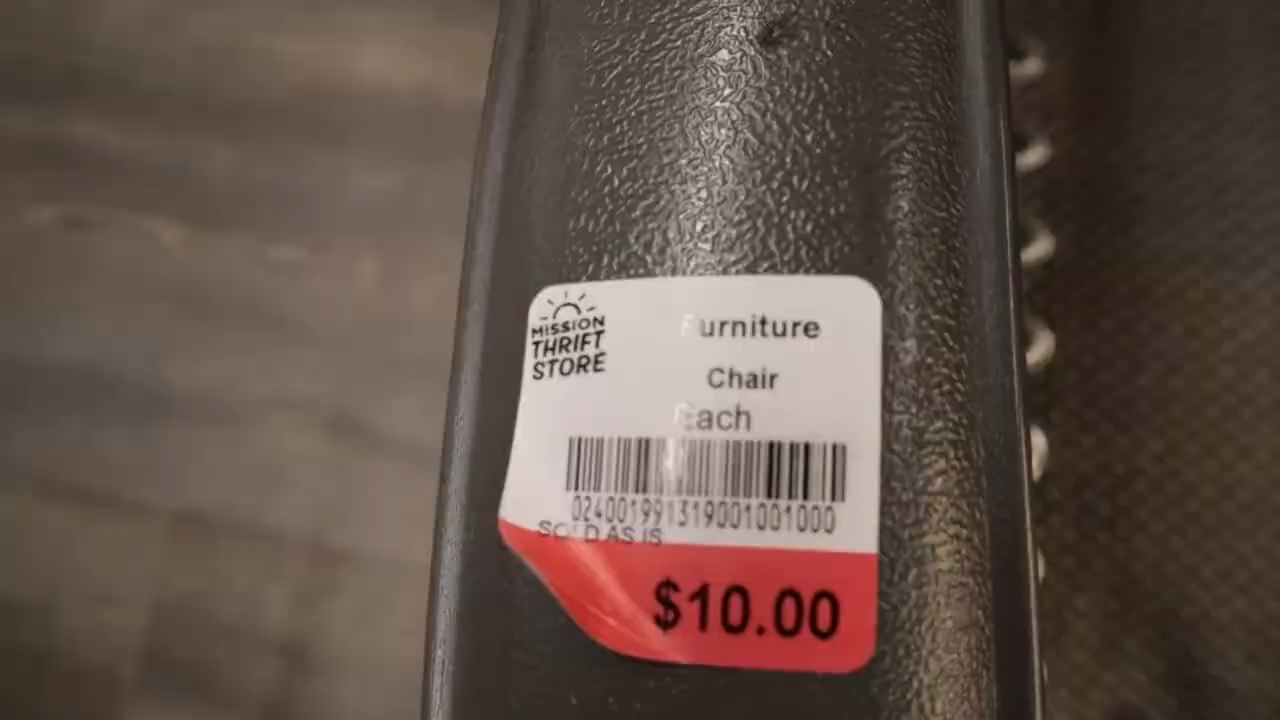 MISSION
THRIFT
STORE
Furniture
Chair
Each
024001991319001001000
SOLD AS IS
$10.00